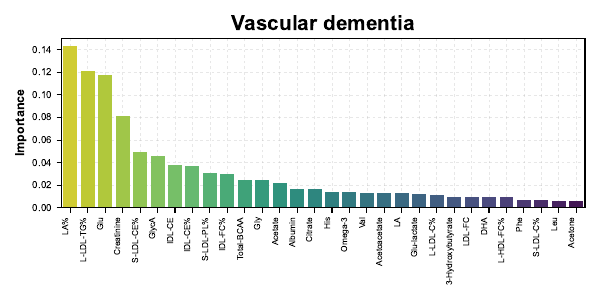 Vascular dementia
Importance
0.14
0.12
0.10
0.08
0.06
0.04
0.02
0.00
LA%
L-LDL-TG%
Glu
Creatinine
S-LDL-CE%
GlycA
IDL-CE
IDL-CE%
S-LDL-PL%
IDL-FC%
Total-BCAA
Gly
Acetate
Albumin
Citrate
His
Omega-3
Val
Acetoacetate
LA
Glu-lactate
L-LDL-C%
3-Hydroxybutyrate
LDL-FC
DHA
L-HDL-FC%
Phe
S-LDL-C%
Leu
Acetone